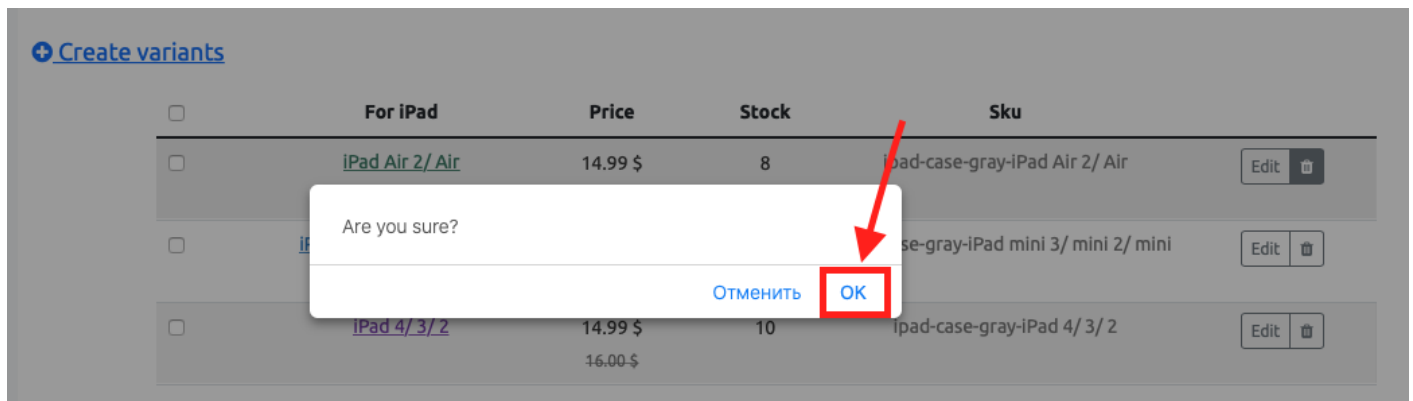 Create variants
For iPad Price Stock Sku
iPad Air 2/ Air 14.99 $ 8 ipad-case-gray-iPad Air 2/ Air Edit
Are you sure?
se-gray-iPad mini 3/ mini 2/ mini Edit
Отменить OK
iPad 4/ 3/ 2 14.99 $ 10 ipad-case-gray-iPad 4/ 3/ 2 Edit
16.00 $